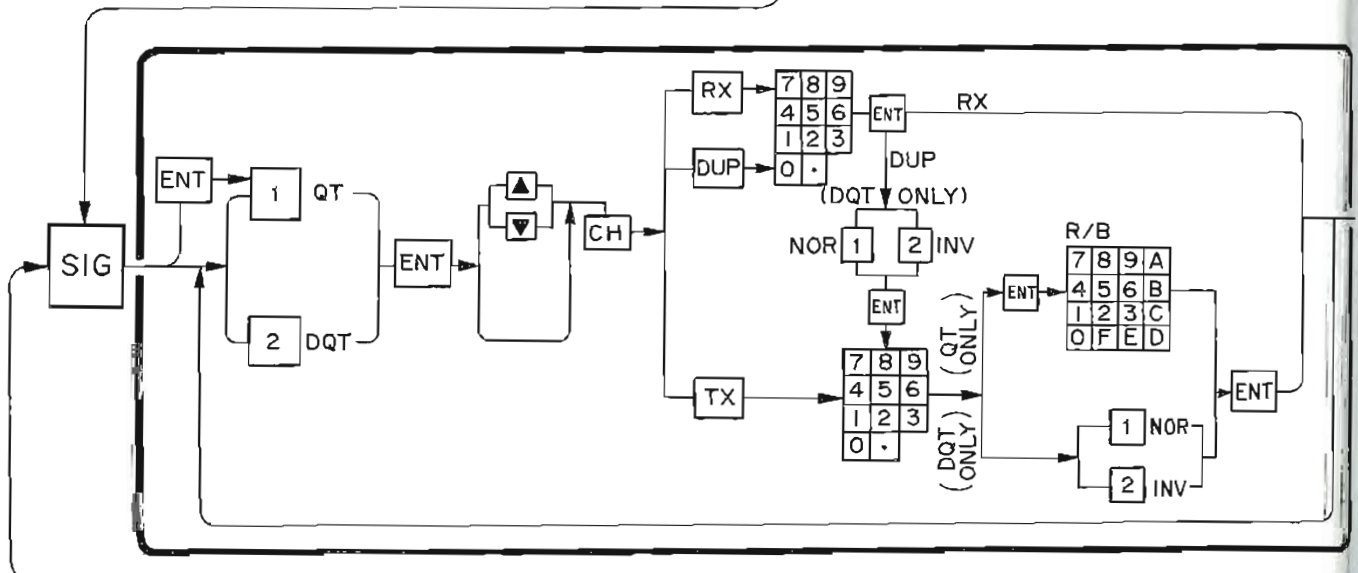 SIG
ENT
1 QT
2 DQT
ENT
▲
▼
CH
RX
DUP
7 8 9
4 5 6
1 2 3
0 .
ENT
RX
DUP
(DQT ONLY)
NOR 1
2 INV
ENT
TX
7 8 9
4 5 6
1 2 3
0 .
(QT ONLY)
(DQT ONLY)
ENT
R/B
7 8 9 A
4 5 6 B
1 2 3 C
0 F E D
1 NOR
2 INV
ENT